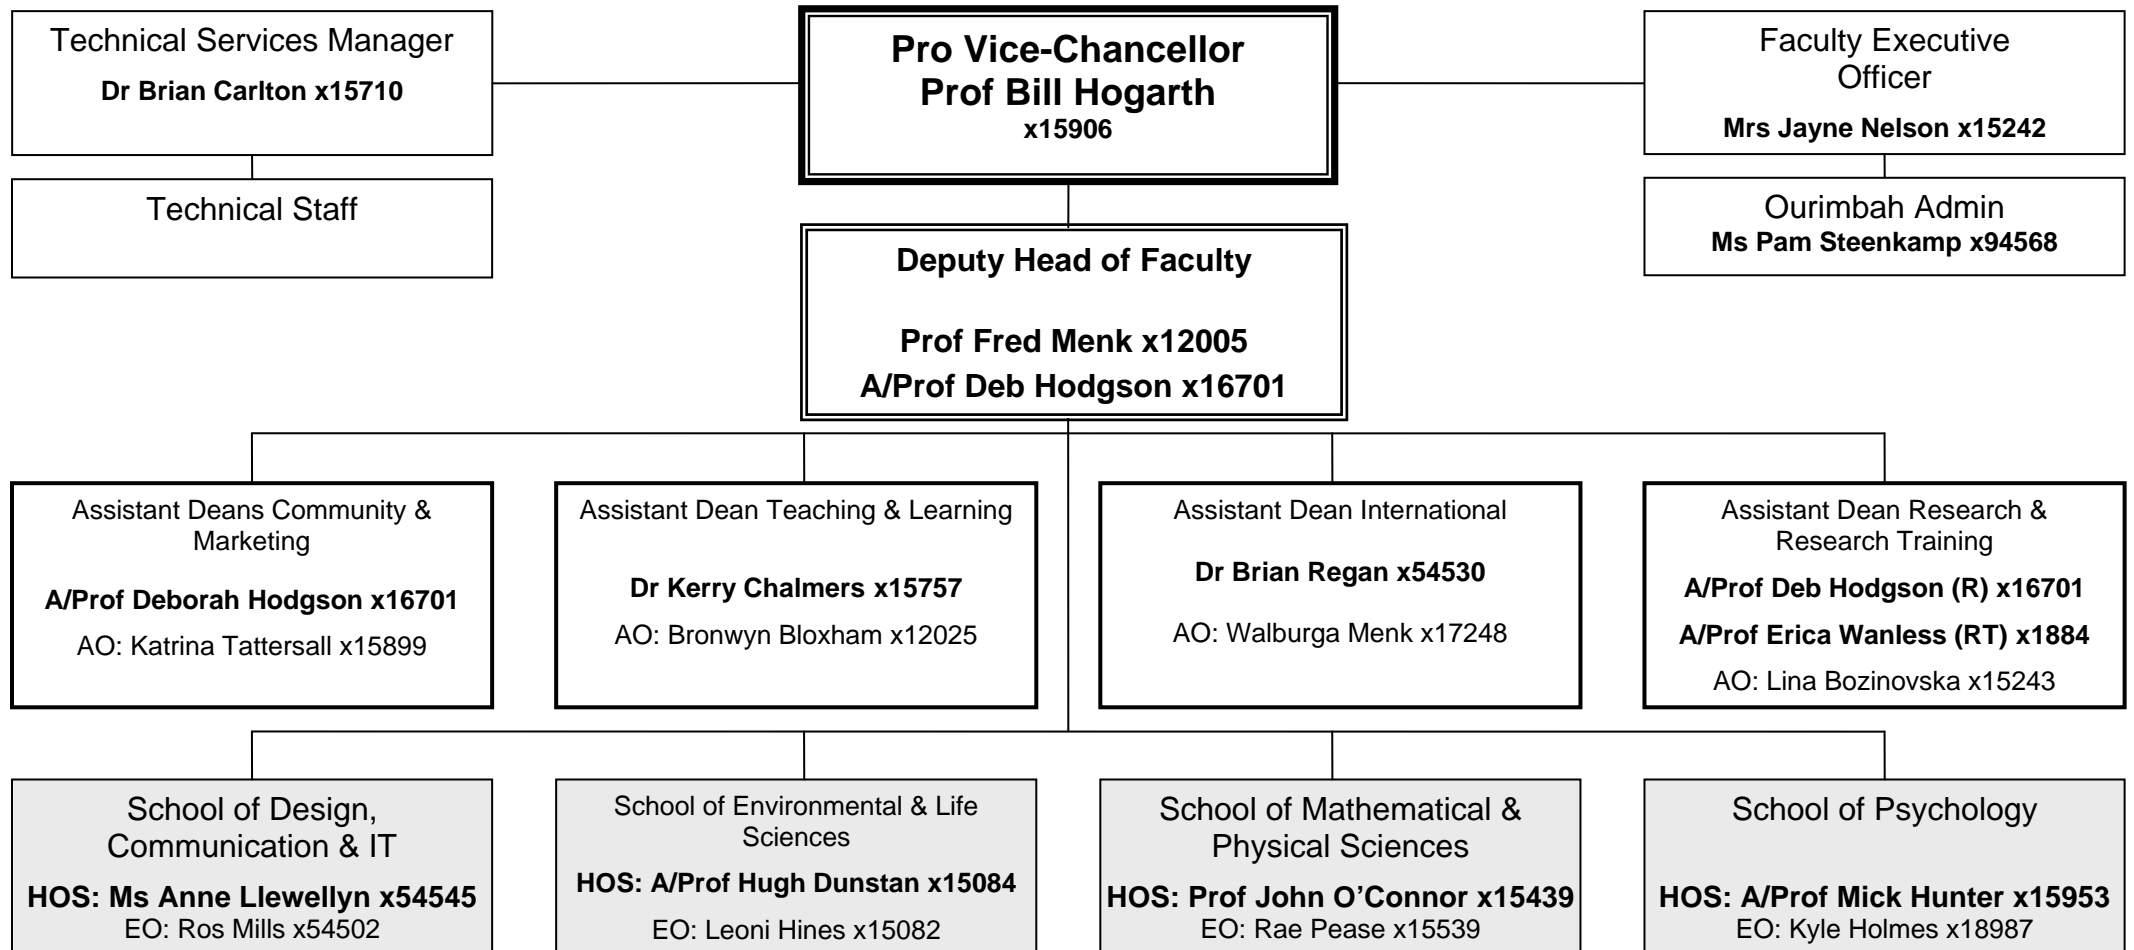 Technical Services Manager
Dr Brian Carlton x15710
Pro Vice-Chancellor
Prof Bill Hogarth
x15906
Faculty Executive
Officer
Mrs Jayne Nelson x15242
Technical Staff
Ourimbah Admin
Ms Pam Steenkamp x94568
Deputy Head of Faculty
Prof Fred Menk x12005
A/Prof Deb Hodgson x16701
Assistant Deans Community &
Marketing
A/Prof Deborah Hodgson x16701
AO: Katrina Tattersall x15899
Assistant Dean Teaching & Learning
Dr Kerry Chalmers x15757
AO: Bronwyn Bloxham x12025
Assistant Dean International
Dr Brian Regan x54530
AO: Walburga Menk x17248
Assistant Dean Research &
Research Training
A/Prof Deb Hodgson (R) x16701
A/Prof Erica Wanless (RT) x1884
AO: Lina Bozinovska x15243
School of Design,
Communication & IT
HOS: Ms Anne Llewellyn x54545
EO: Ros Mills x54502
School of Environmental & Life
Sciences
HOS: A/Prof Hugh Dunstan x15084
EO: Leoni Hines x15082
School of Mathematical &
Physical Sciences
HOS: Prof John O’Connor x15439
EO: Rae Pease x15539
School of Psychology
HOS: A/Prof Mick Hunter x15953
EO: Kyle Holmes x18987